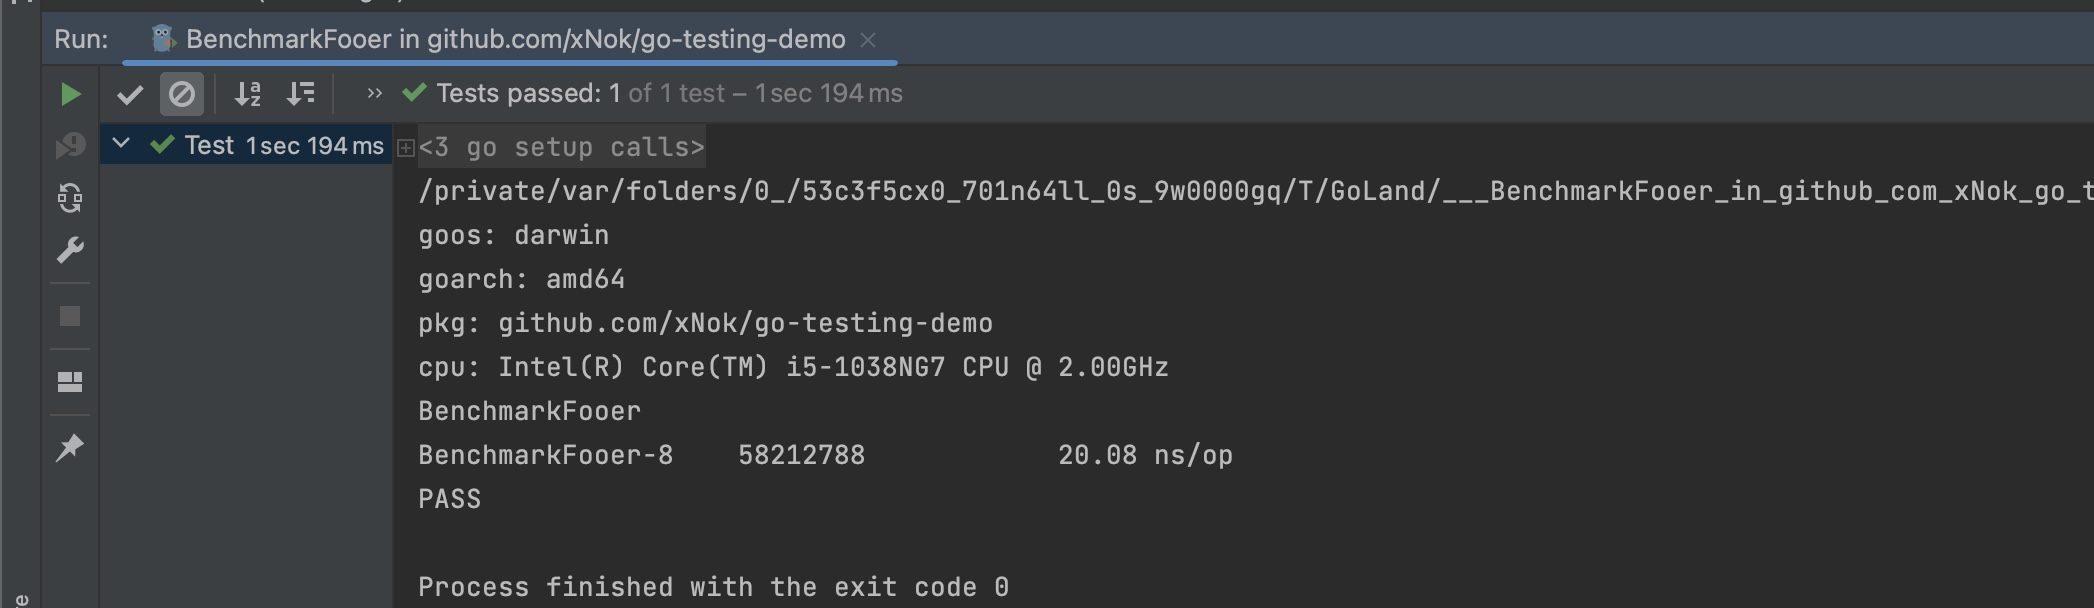 Run: BenchmarkFooer in github.com/xNok/go-testing-demo
Tests passed: 1 of 1 test – 1 sec 194 ms
Test 1 sec 194 ms
<3 go setup calls>
/private/var/folders/0_/53c3f5cx0_701n64ll_0s_9w0000gq/T/GoLand/___BenchmarkFooer_in_github_com_xNok_go_t
goos: darwin
goarch: amd64
pkg: github.com/xNok/go-testing-demo
cpu: Intel(R) Core(TM) i5-1038NG7 CPU @ 2.00GHz
BenchmarkFooer
BenchmarkFooer-8 58212788 20.08 ns/op
PASS
Process finished with the exit code 0